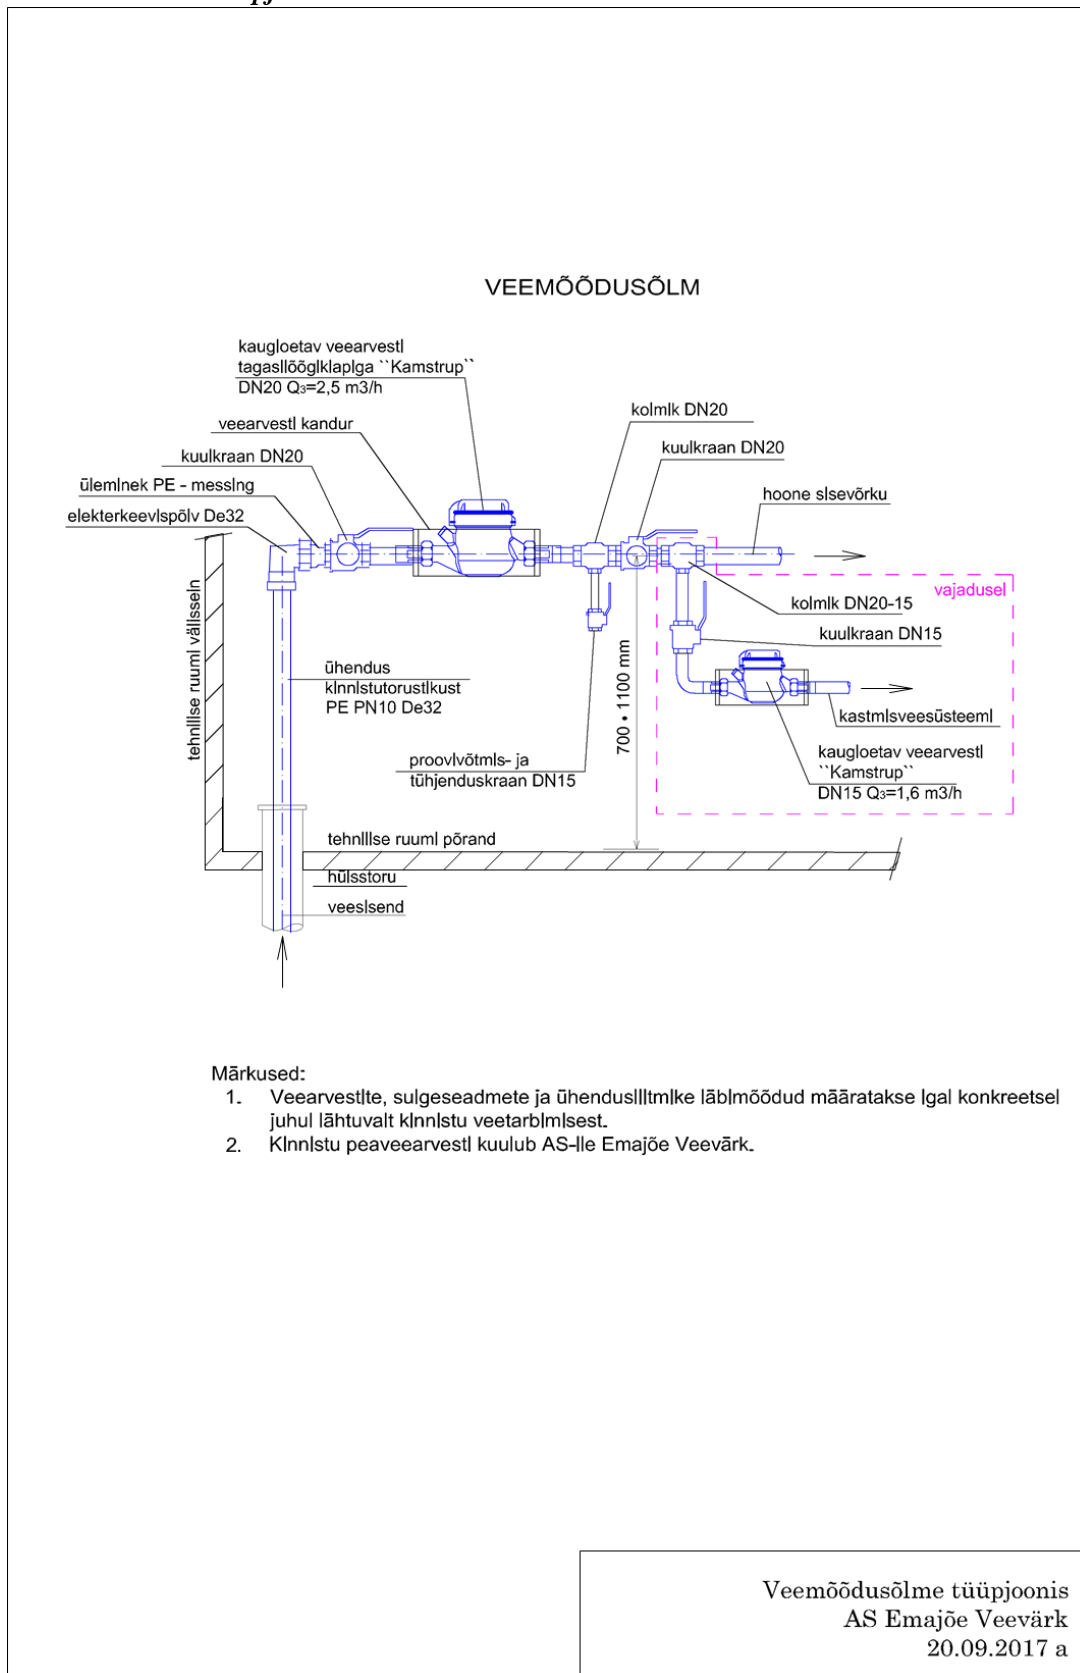 VEEMÕÕDUSÕLM
kaugloetav veearvesti
tagasilöögiklapiga ``Kamstrup``
DN20 Q₃=2,5 m3/h
veearvesti kandur
kuulkraan DN20
üleminek PE - messing
elekterkeevispõlv De32
kolmik DN20
kuulkraan DN20
hoone sisevõrku
vajadusel
kolmik DN20-15
kuulkraan DN15
kastmisveesüsteemi
kaugloetav veearvesti
``Kamstrup``
DN15 Q₃=1,6 m3/h
tehnilise ruumi välissein
ühendus
kinnistutorustikust
PE PN10 De32
700 • 1100 mm
proovivõtmis- ja
tühjenduskraan DN15
tehnilise ruumi põrand
hülsstoru
veesisend
Märkused:
1. Veearvestite, sulgeseadmete ja ühendusliitmike läbimõõdud määratakse igal konkreetsel
juhul lähtuvalt kinnistu veetarbimisest.
2. Kinnistu peaveearvesti kuulub AS-ile Emajõe Veevärk.
Veemõõdusõlme tüüpjoonis
AS Emajõe Veevärk
20.09.2017 a